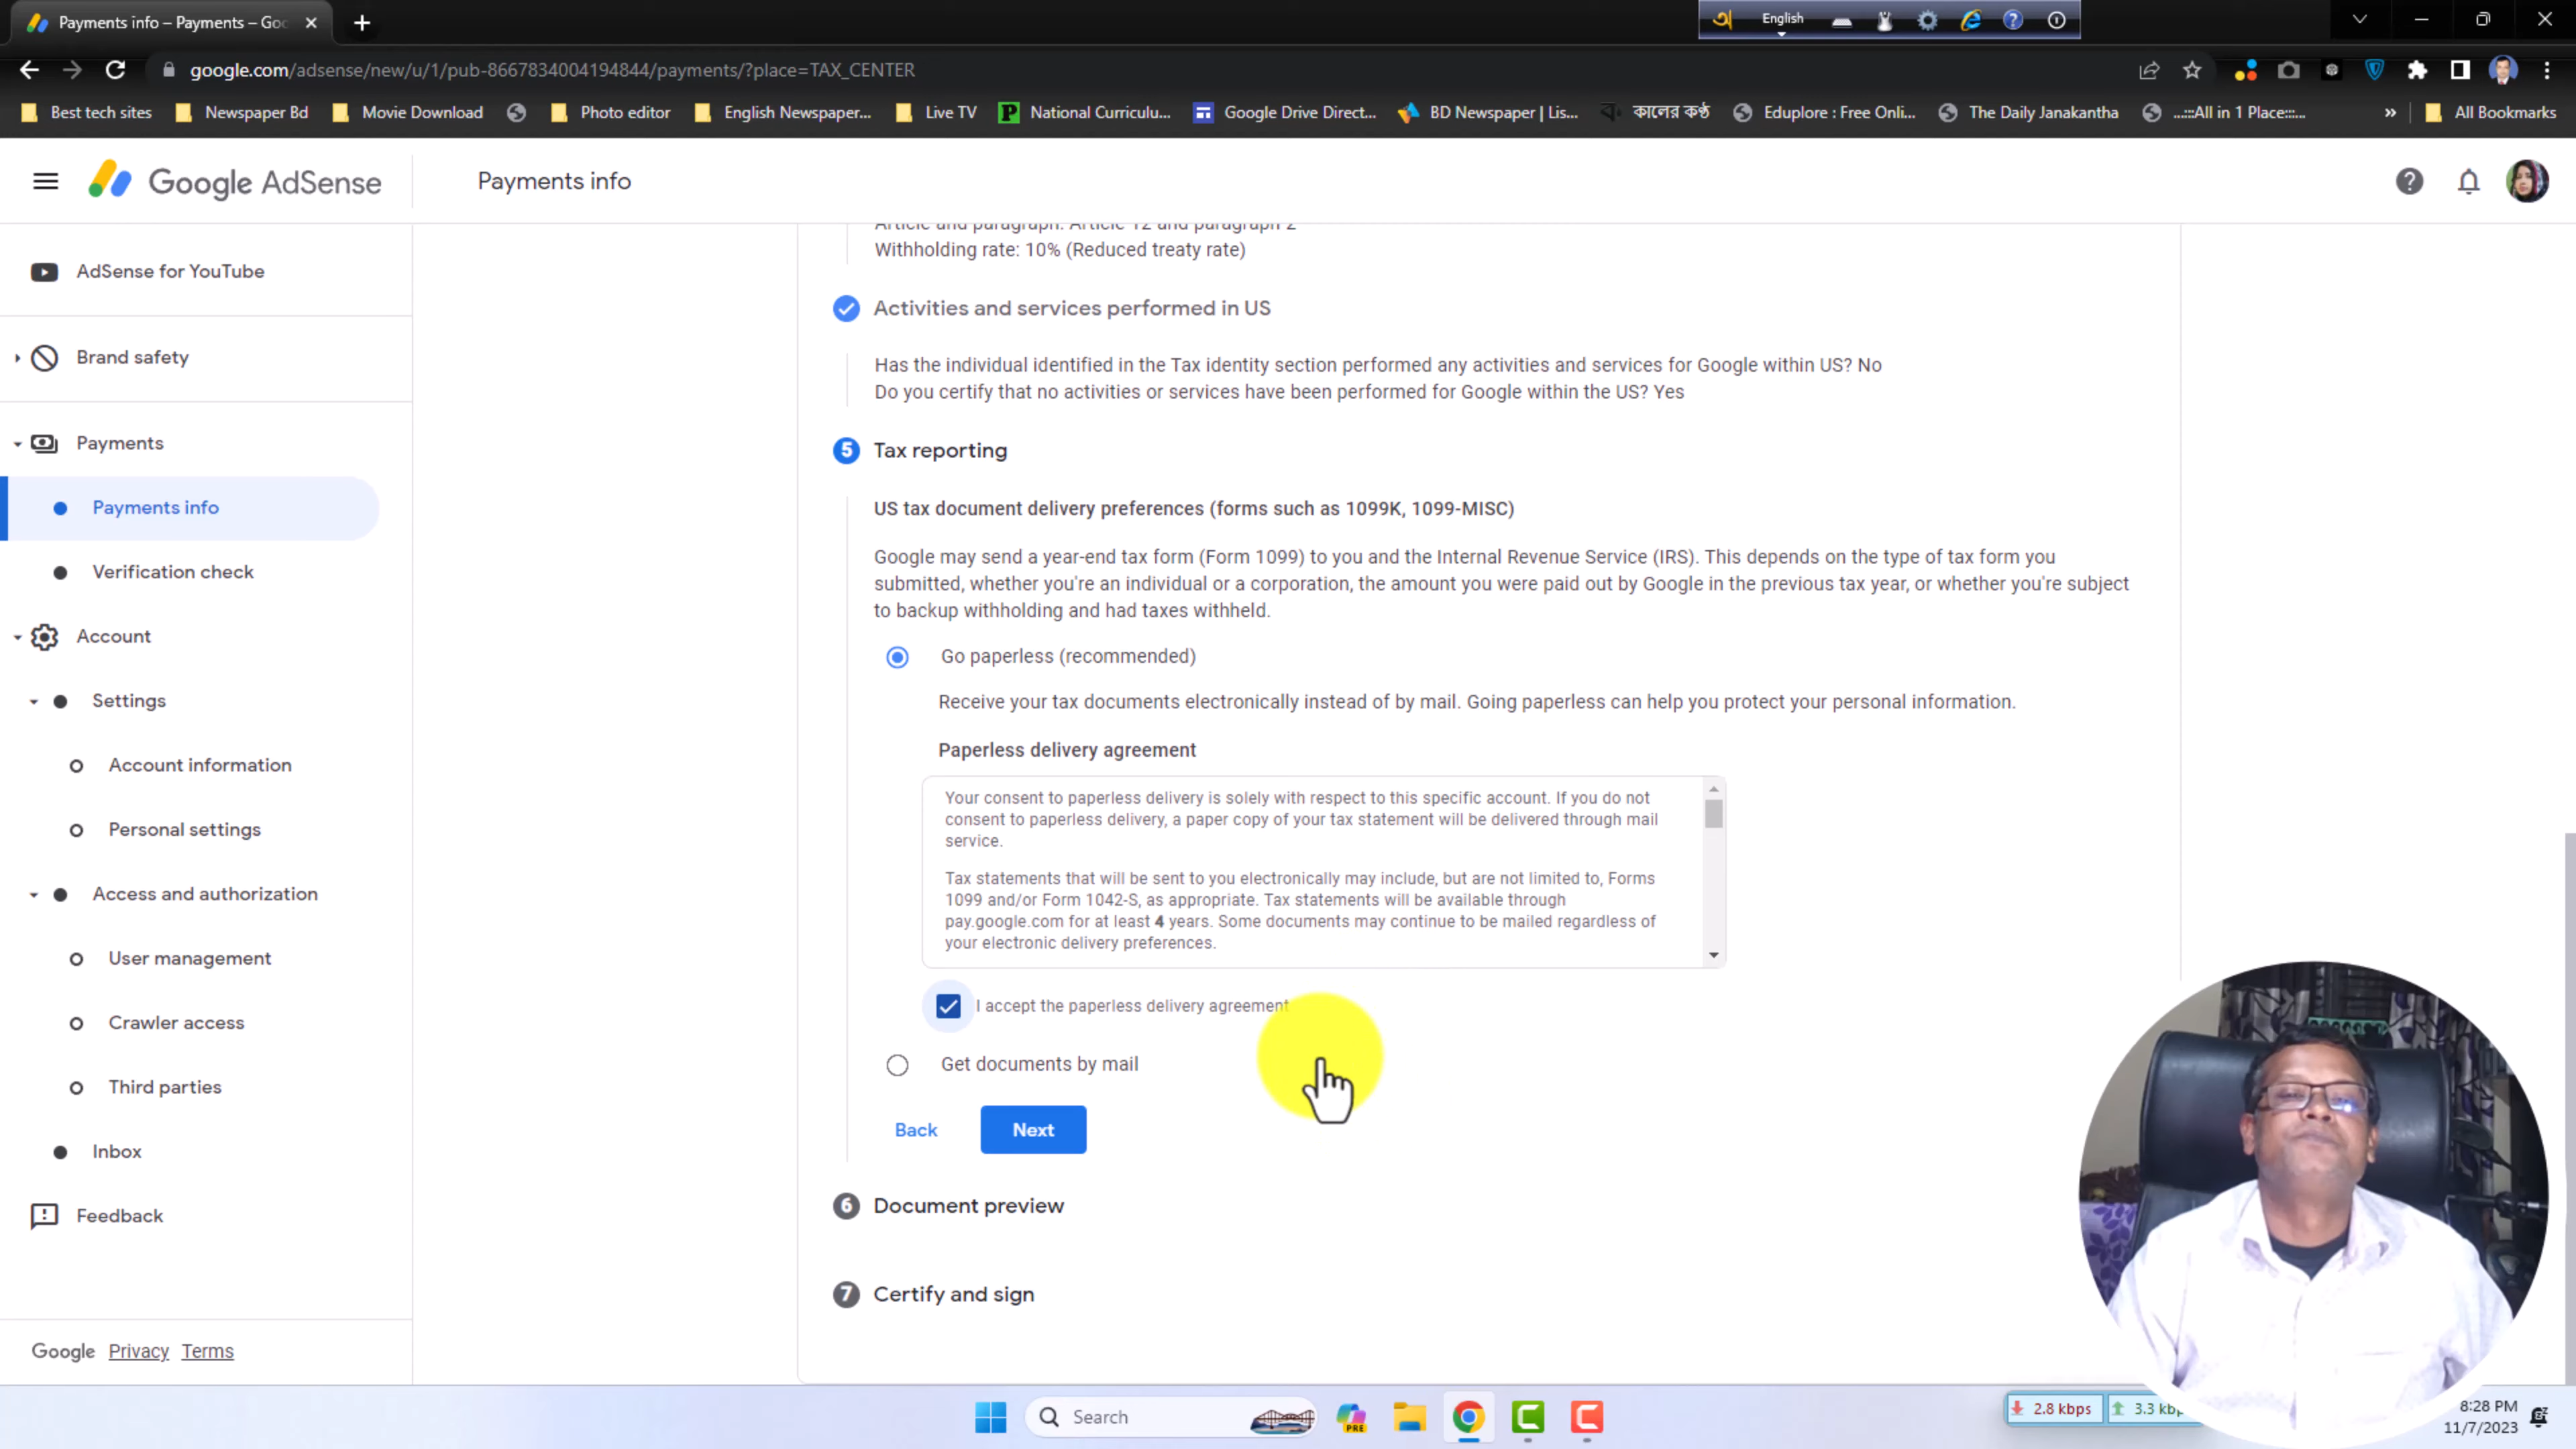 Payments info – Payments – Goo
English
google.com/adsense/new/u/1/pub-8667834004194844/payments/?place=TAX_CENTER
Best tech sites
Newspaper Bd
Movie Download
Photo editor
English Newspaper...
Live TV
National Curriculu...
Google Drive Direct...
BD Newspaper | Lis...
কালের কণ্ঠ
Eduplore : Free Onli...
The Daily Janakantha
...:::All in 1 Place:::...
»
All Bookmarks
Google AdSense
Payments info
AdSense for YouTube
Brand safety
Payments
Payments info
Verification check
Account
Settings
Account information
Personal settings
Access and authorization
User management
Crawler access
Third parties
Inbox
Feedback
Google Privacy Terms
Article and paragraph: Article 12 and paragraph 2
Withholding rate: 10% (Reduced treaty rate)
Activities and services performed in US
Has the individual identified in the Tax identity section performed any activities and services for Google within US? No
Do you certify that no activities or services have been performed for Google within the US? Yes
5 Tax reporting
US tax document delivery preferences (forms such as 1099K, 1099-MISC)
Google may send a year-end tax form (Form 1099) to you and the Internal Revenue Service (IRS). This depends on the type of tax form you
submitted, whether you're an individual or a corporation, the amount you were paid out by Google in the previous tax year, or whether you're subject
to backup withholding and had taxes withheld.
Go paperless (recommended)
Receive your tax documents electronically instead of by mail. Going paperless can help you protect your personal information.
Paperless delivery agreement
Your consent to paperless delivery is solely with respect to this specific account. If you do not
consent to paperless delivery, a paper copy of your tax statement will be delivered through mail
service.
Tax statements that will be sent to you electronically may include, but are not limited to, Forms
1099 and/or Form 1042-S, as appropriate. Tax statements will be available through
pay.google.com for at least 4 years. Some documents may continue to be mailed regardless of
your electronic delivery preferences.
I accept the paperless delivery agreement
Get documents by mail
Back
Next
6 Document preview
7 Certify and sign
Search
PRE
2.8 kbps
3.3 kbp
8:28 PM
11/7/2023